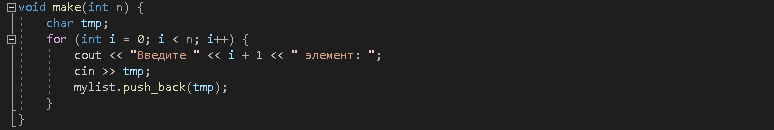 void make(int n) {
char tmp;
for (int i = 0; i < n; i++) {
cout << "Введите " << i + 1 << " элемент: ";
cin >> tmp;
mylist.push_back(tmp);
}
}